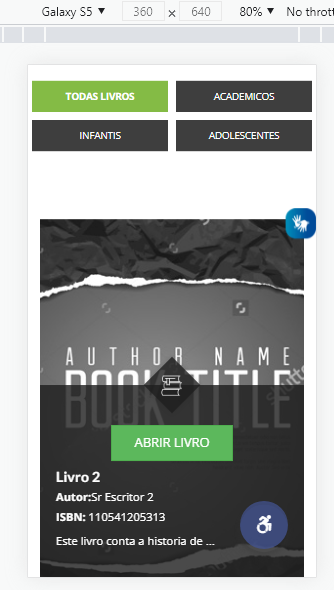 Galaxy S5 ▼ 360 × 640 80% ▼ No thrott
TODAS LIVROS ACADEMICOS
INFANTIS ADOLESCENTES
AUTHOR NAME
BOOK TITLE
ABRIR LIVRO
Livro 2
Autor:Sr Escritor 2
ISBN: 110541205313
Este livro conta a historia de ...